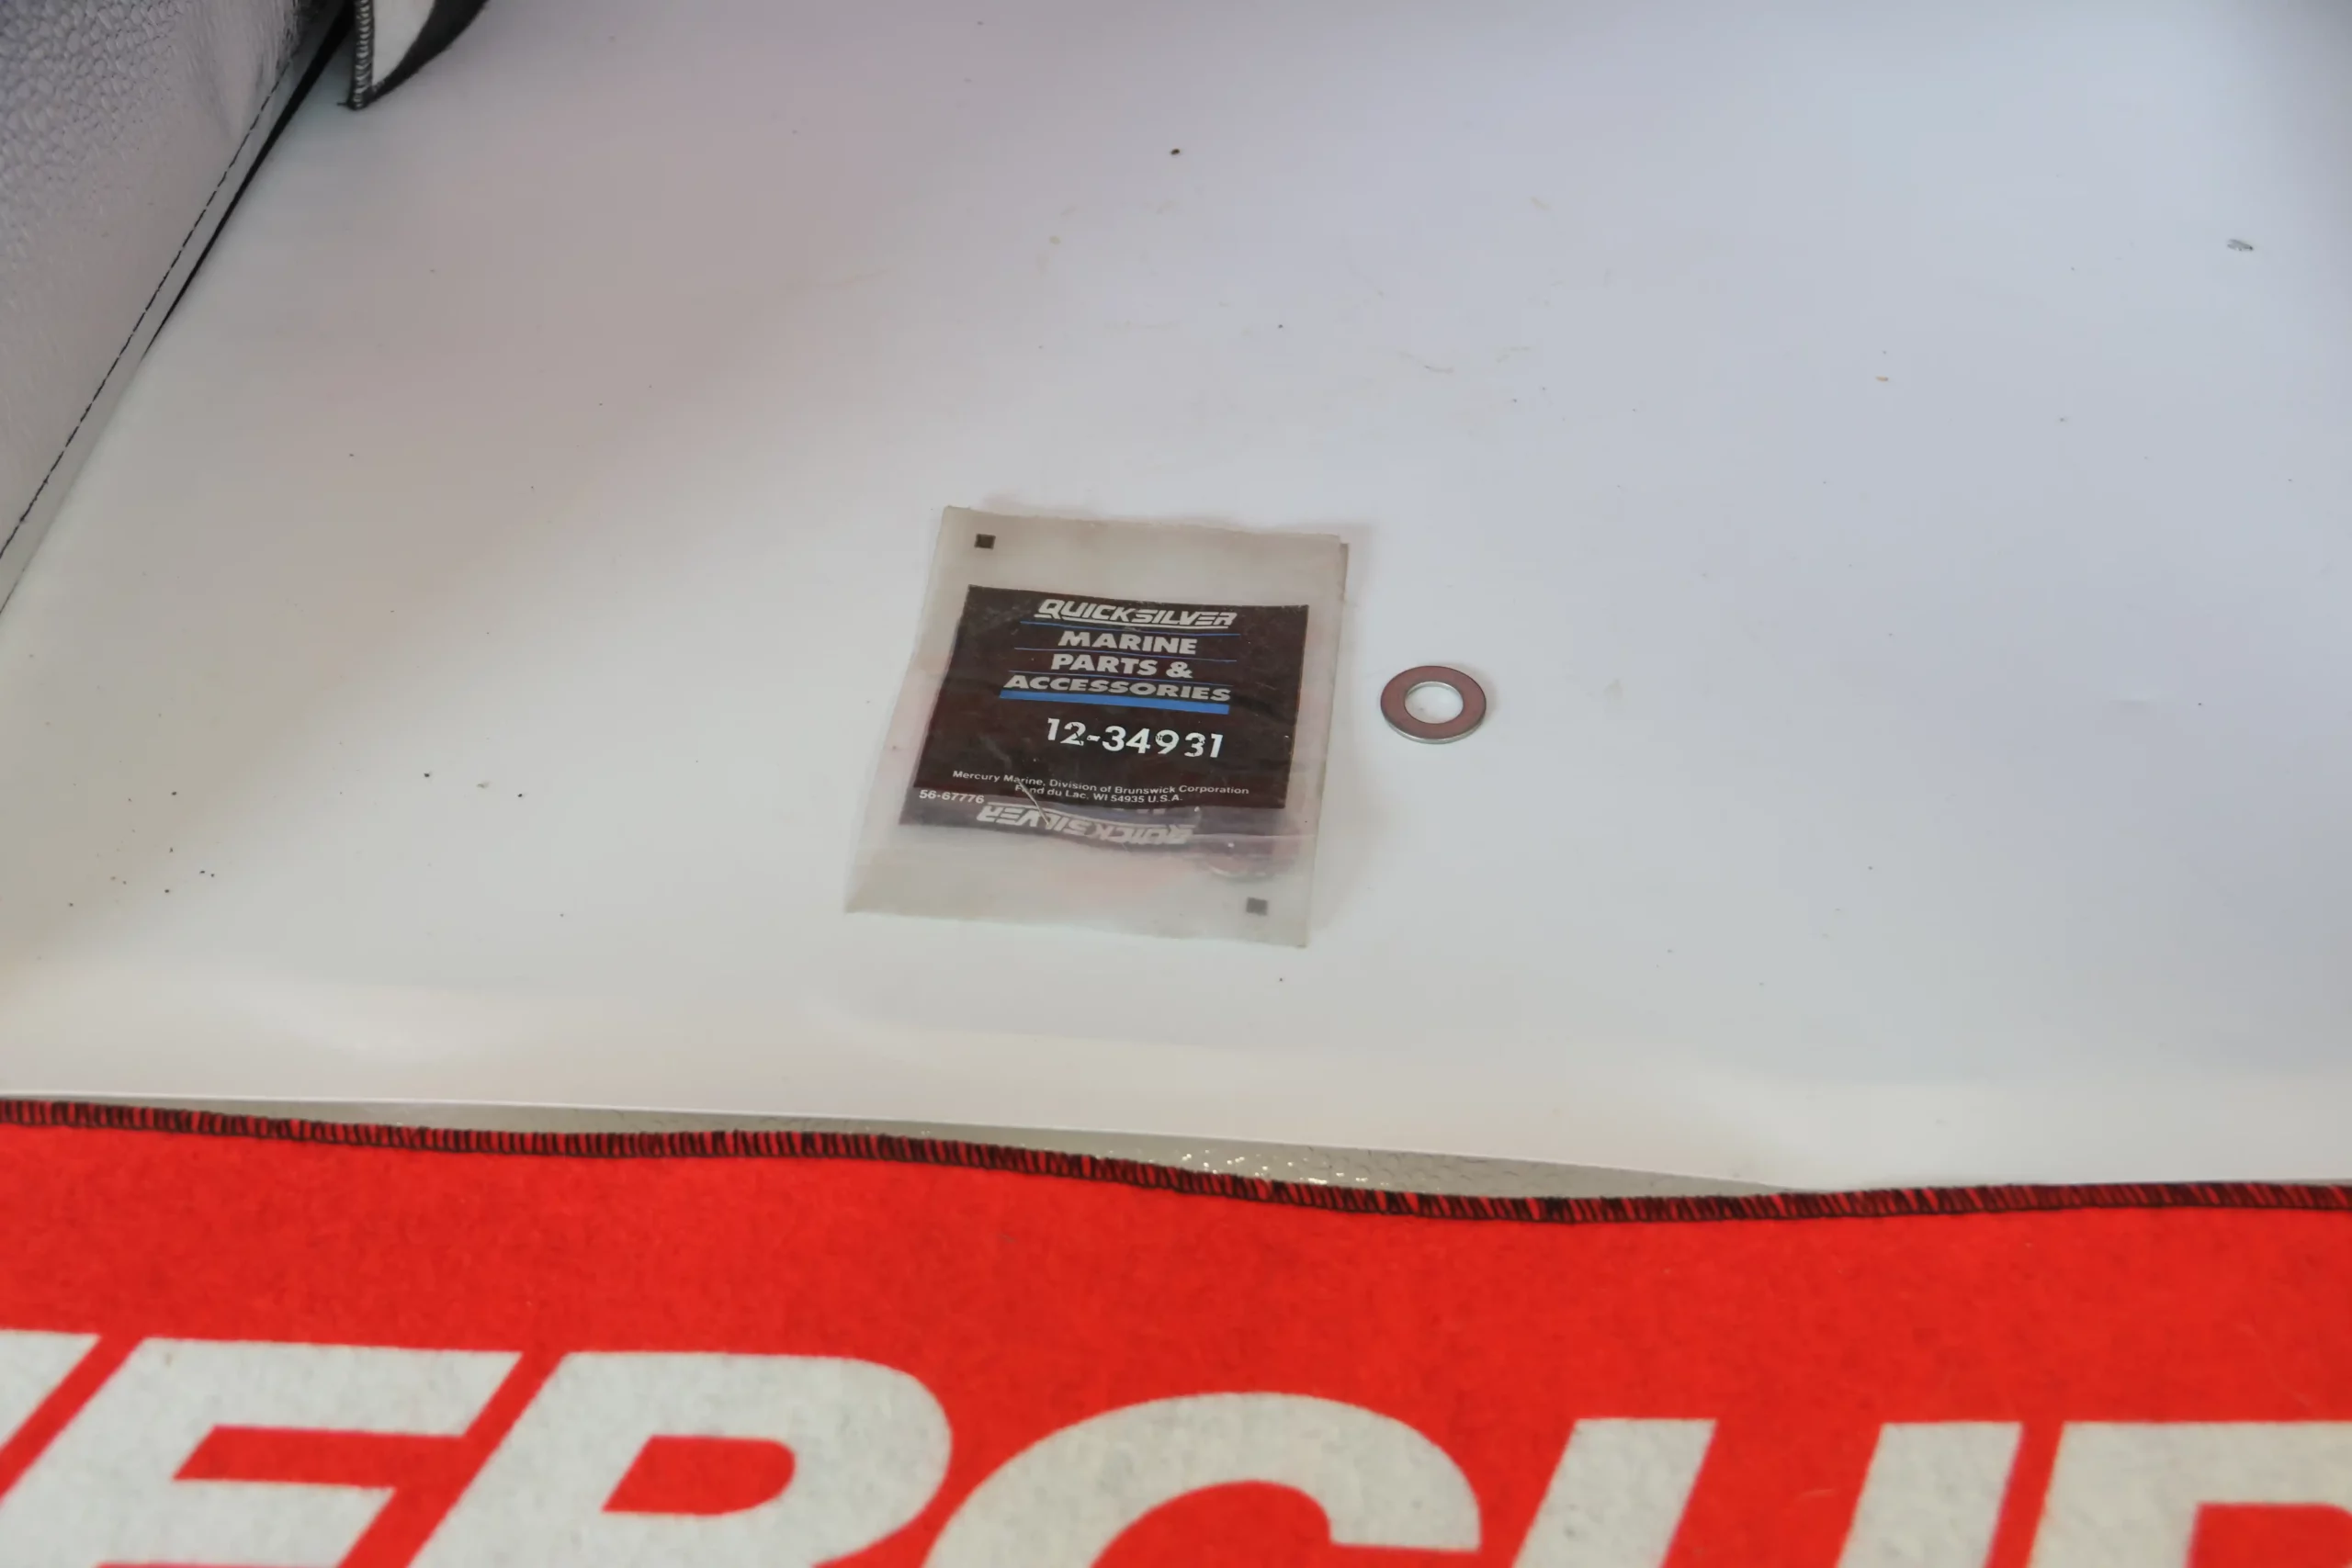 QUICKSILVER
MARINE
PARTS &
ACCESSORIES
12-34931
Mercury Marine, Division of Brunswick Corporation
Fond du Lac, WI 54935 U.S.A.
56-67776
QUICKSILVER
ERCUR